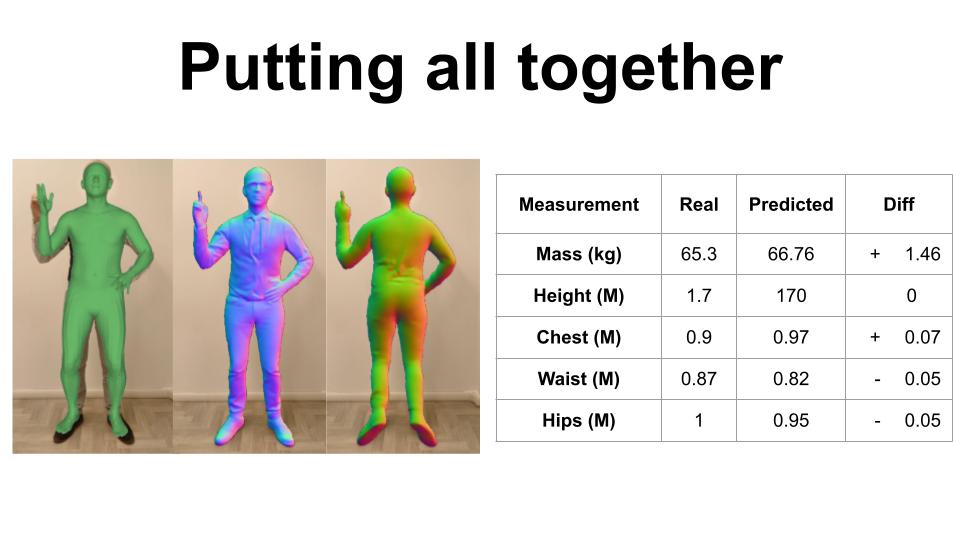 Putting all together
Measurement Real Predicted Diff
Mass (kg) 65.3 66.76 + 1.46
Height (M) 1.7 170 0
Chest (M) 0.9 0.97 + 0.07
Waist (M) 0.87 0.82 - 0.05
Hips (M) 1 0.95 - 0.05